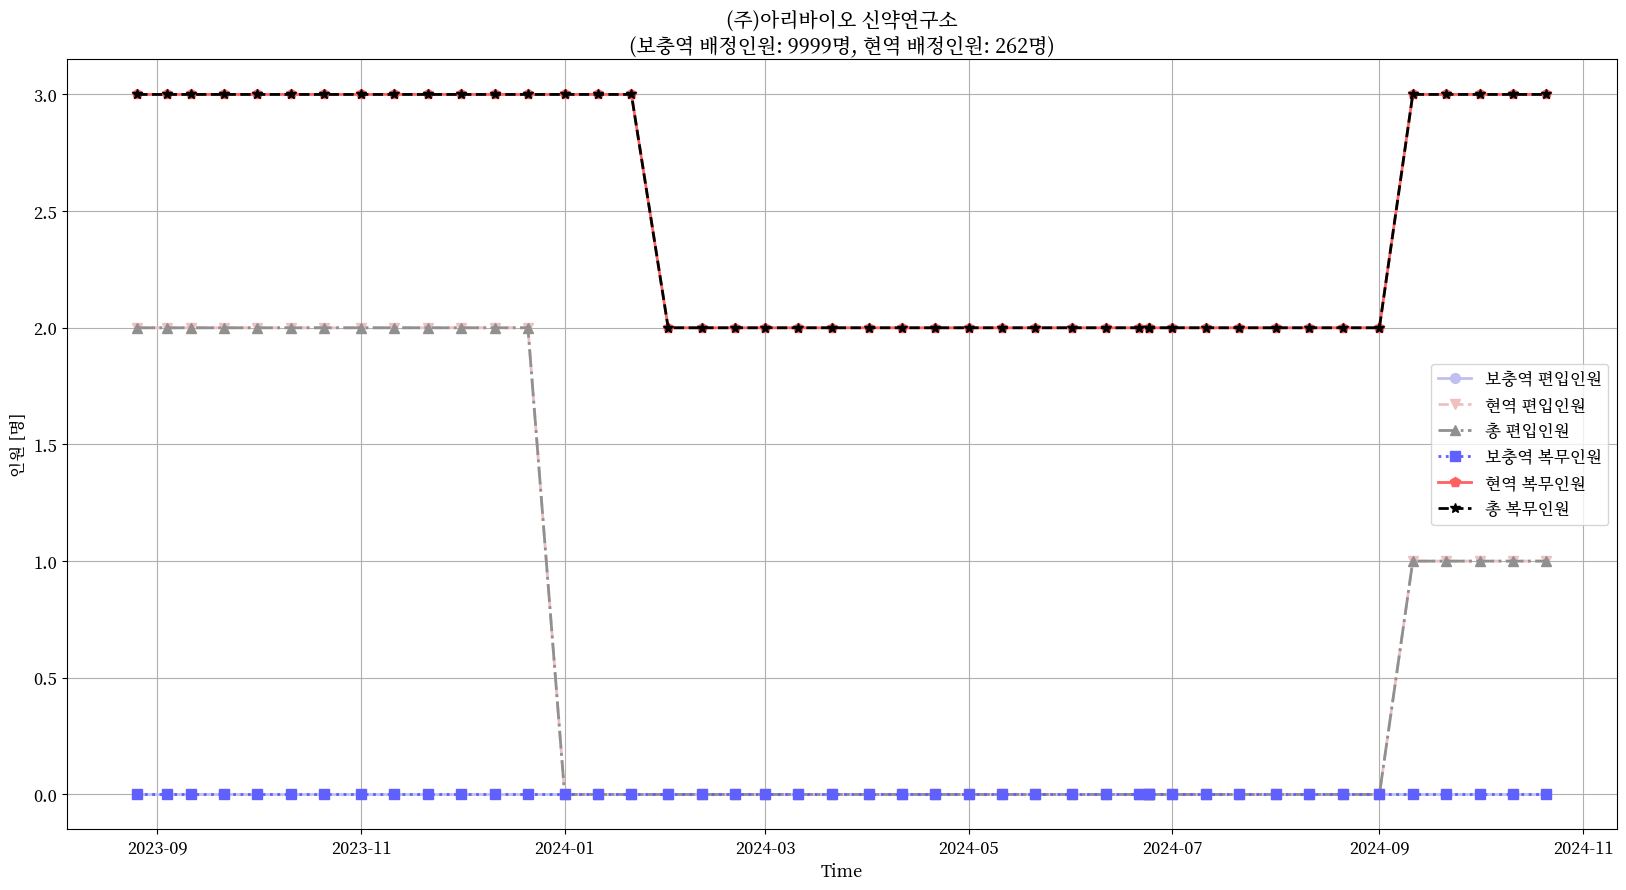 (주)아리바이오 신약연구소
(보충역 배정인원: 9999명, 현역 배정인원: 262명)
인원 [명]
3.0
2.5
2.0
1.5
1.0
0.5
0.0
보충역 편입인원
현역 편입인원
총 편입인원
보충역 복무인원
현역 복무인원
총 복무인원
2023-09
2023-11
2024-01
2024-03
2024-05
2024-07
2024-09
2024-11
Time